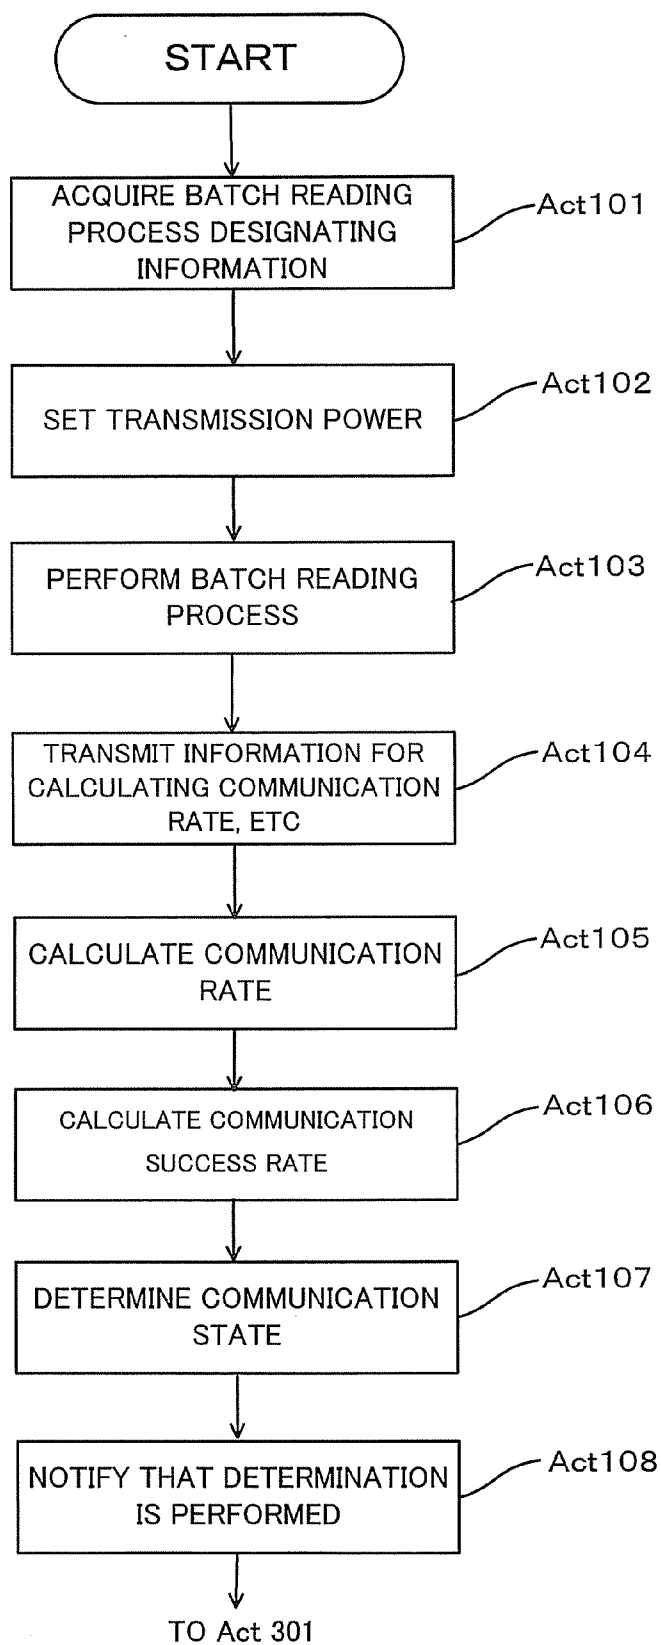 START
ACQUIRE BATCH READING
PROCESS DESIGNATING
INFORMATION
Act101
SET TRANSMISSION POWER
Act102
PERFORM BATCH READING
PROCESS
Act103
TRANSMIT INFORMATION FOR
CALCULATING COMMUNICATION
RATE, ETC
Act104
CALCULATE COMMUNICATION
RATE
Act105
CALCULATE COMMUNICATION
SUCCESS RATE
Act106
DETERMINE COMMUNICATION
STATE
Act107
NOTIFY THAT DETERMINATION
IS PERFORMED
Act108
TO Act 301